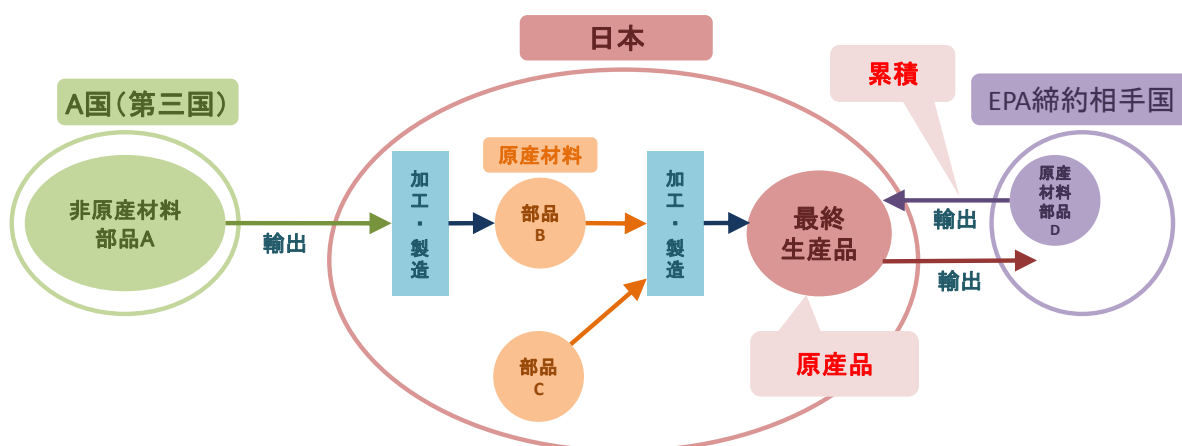 日本
累積
A国（第三国）
EPA締約相手国
原産材料
加工・製造
加工・製造
非原産材料
部品A
部品
B
最終
生産品
原産
材料
部品
D
輸出
輸出
輸出
部品
C
原産品